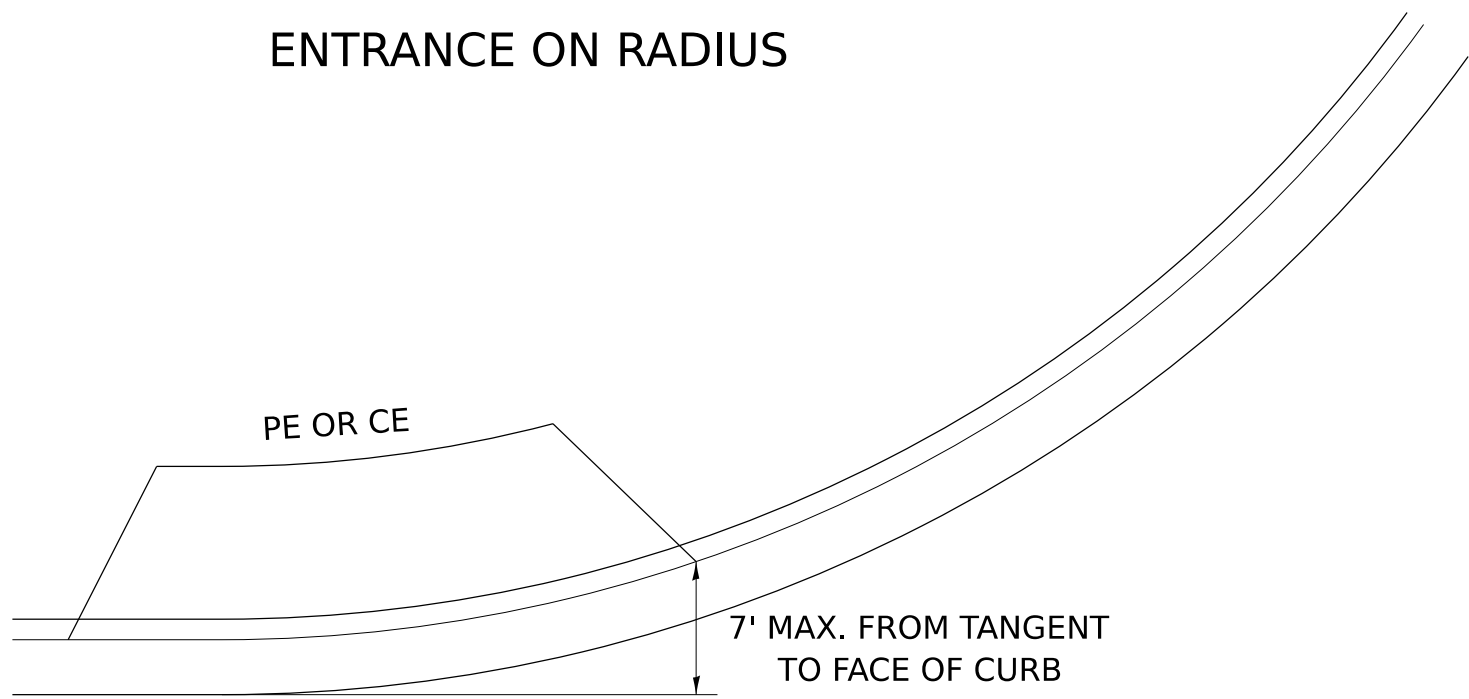 ENTRANCE ON RADIUS
PE OR CE
7' MAX. FROM TANGENT
TO FACE OF CURB